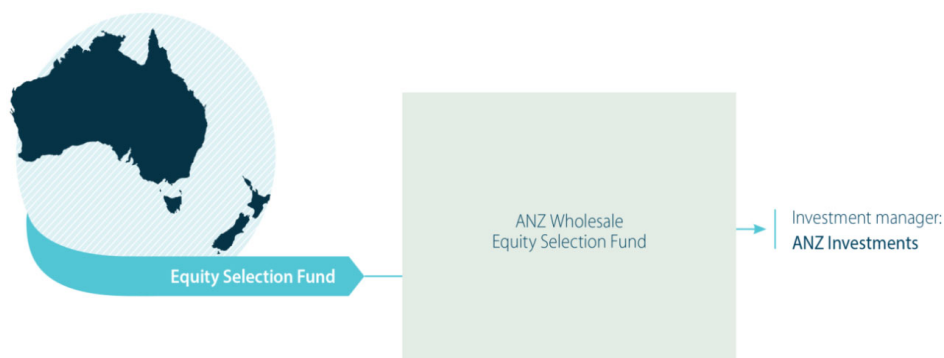 Equity Selection Fund
ANZ Wholesale
Equity Selection Fund
Investment manager:
ANZ Investments